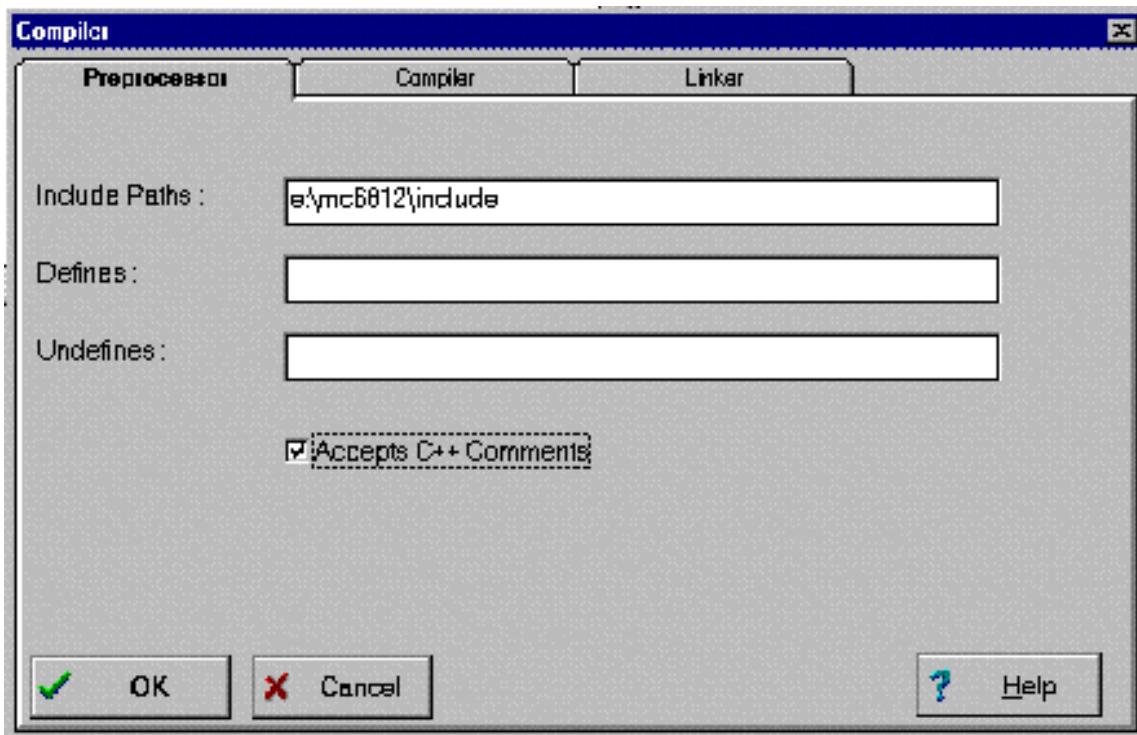 Compiler
Preprocessor Compiler Linker
Include Paths : e:\mc6812\include
Defines :
Undefines :
Accepts C++ Comments
OK Cancel Help